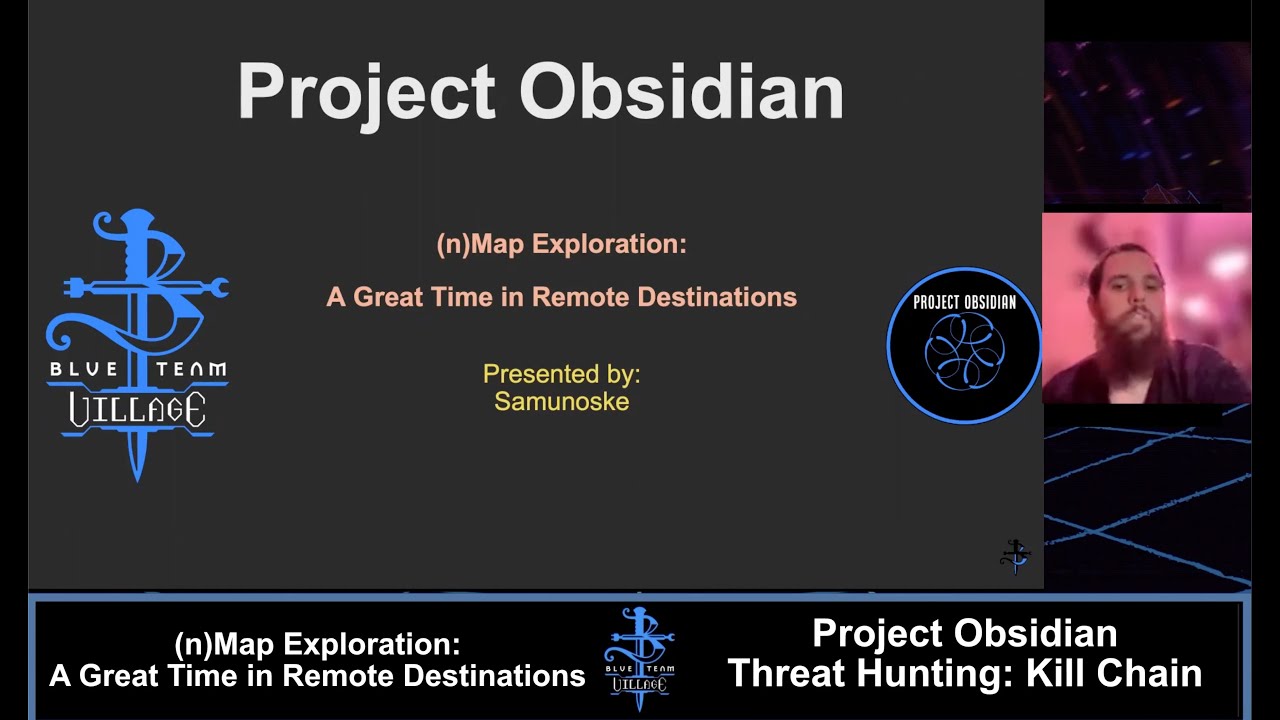 Project Obsidian
(n)Map Exploration:
A Great Time in Remote Destinations
Presented by:
Samunoske
BLUE TEAM
VILLAGE
PROJECT OBSIDIAN
(n)Map Exploration:
A Great Time in Remote Destinations
BLUE TEAM
VILLAGE
Project Obsidian
Threat Hunting: Kill Chain